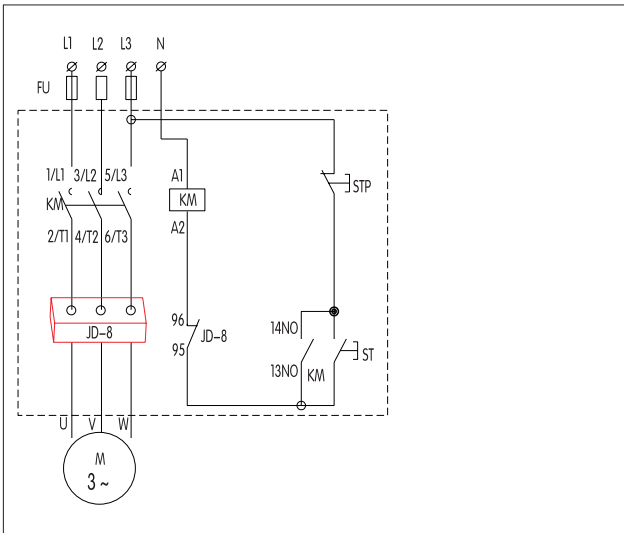 L1 L2 L3 N
FU
1/L1 3/L2 5/L3 A1
KM KM STP
A2
2/T1 4/T2 6/T3
96
14NO
JD-8 JD-8
95 ST
13NO KM
U V W
M
3 ~